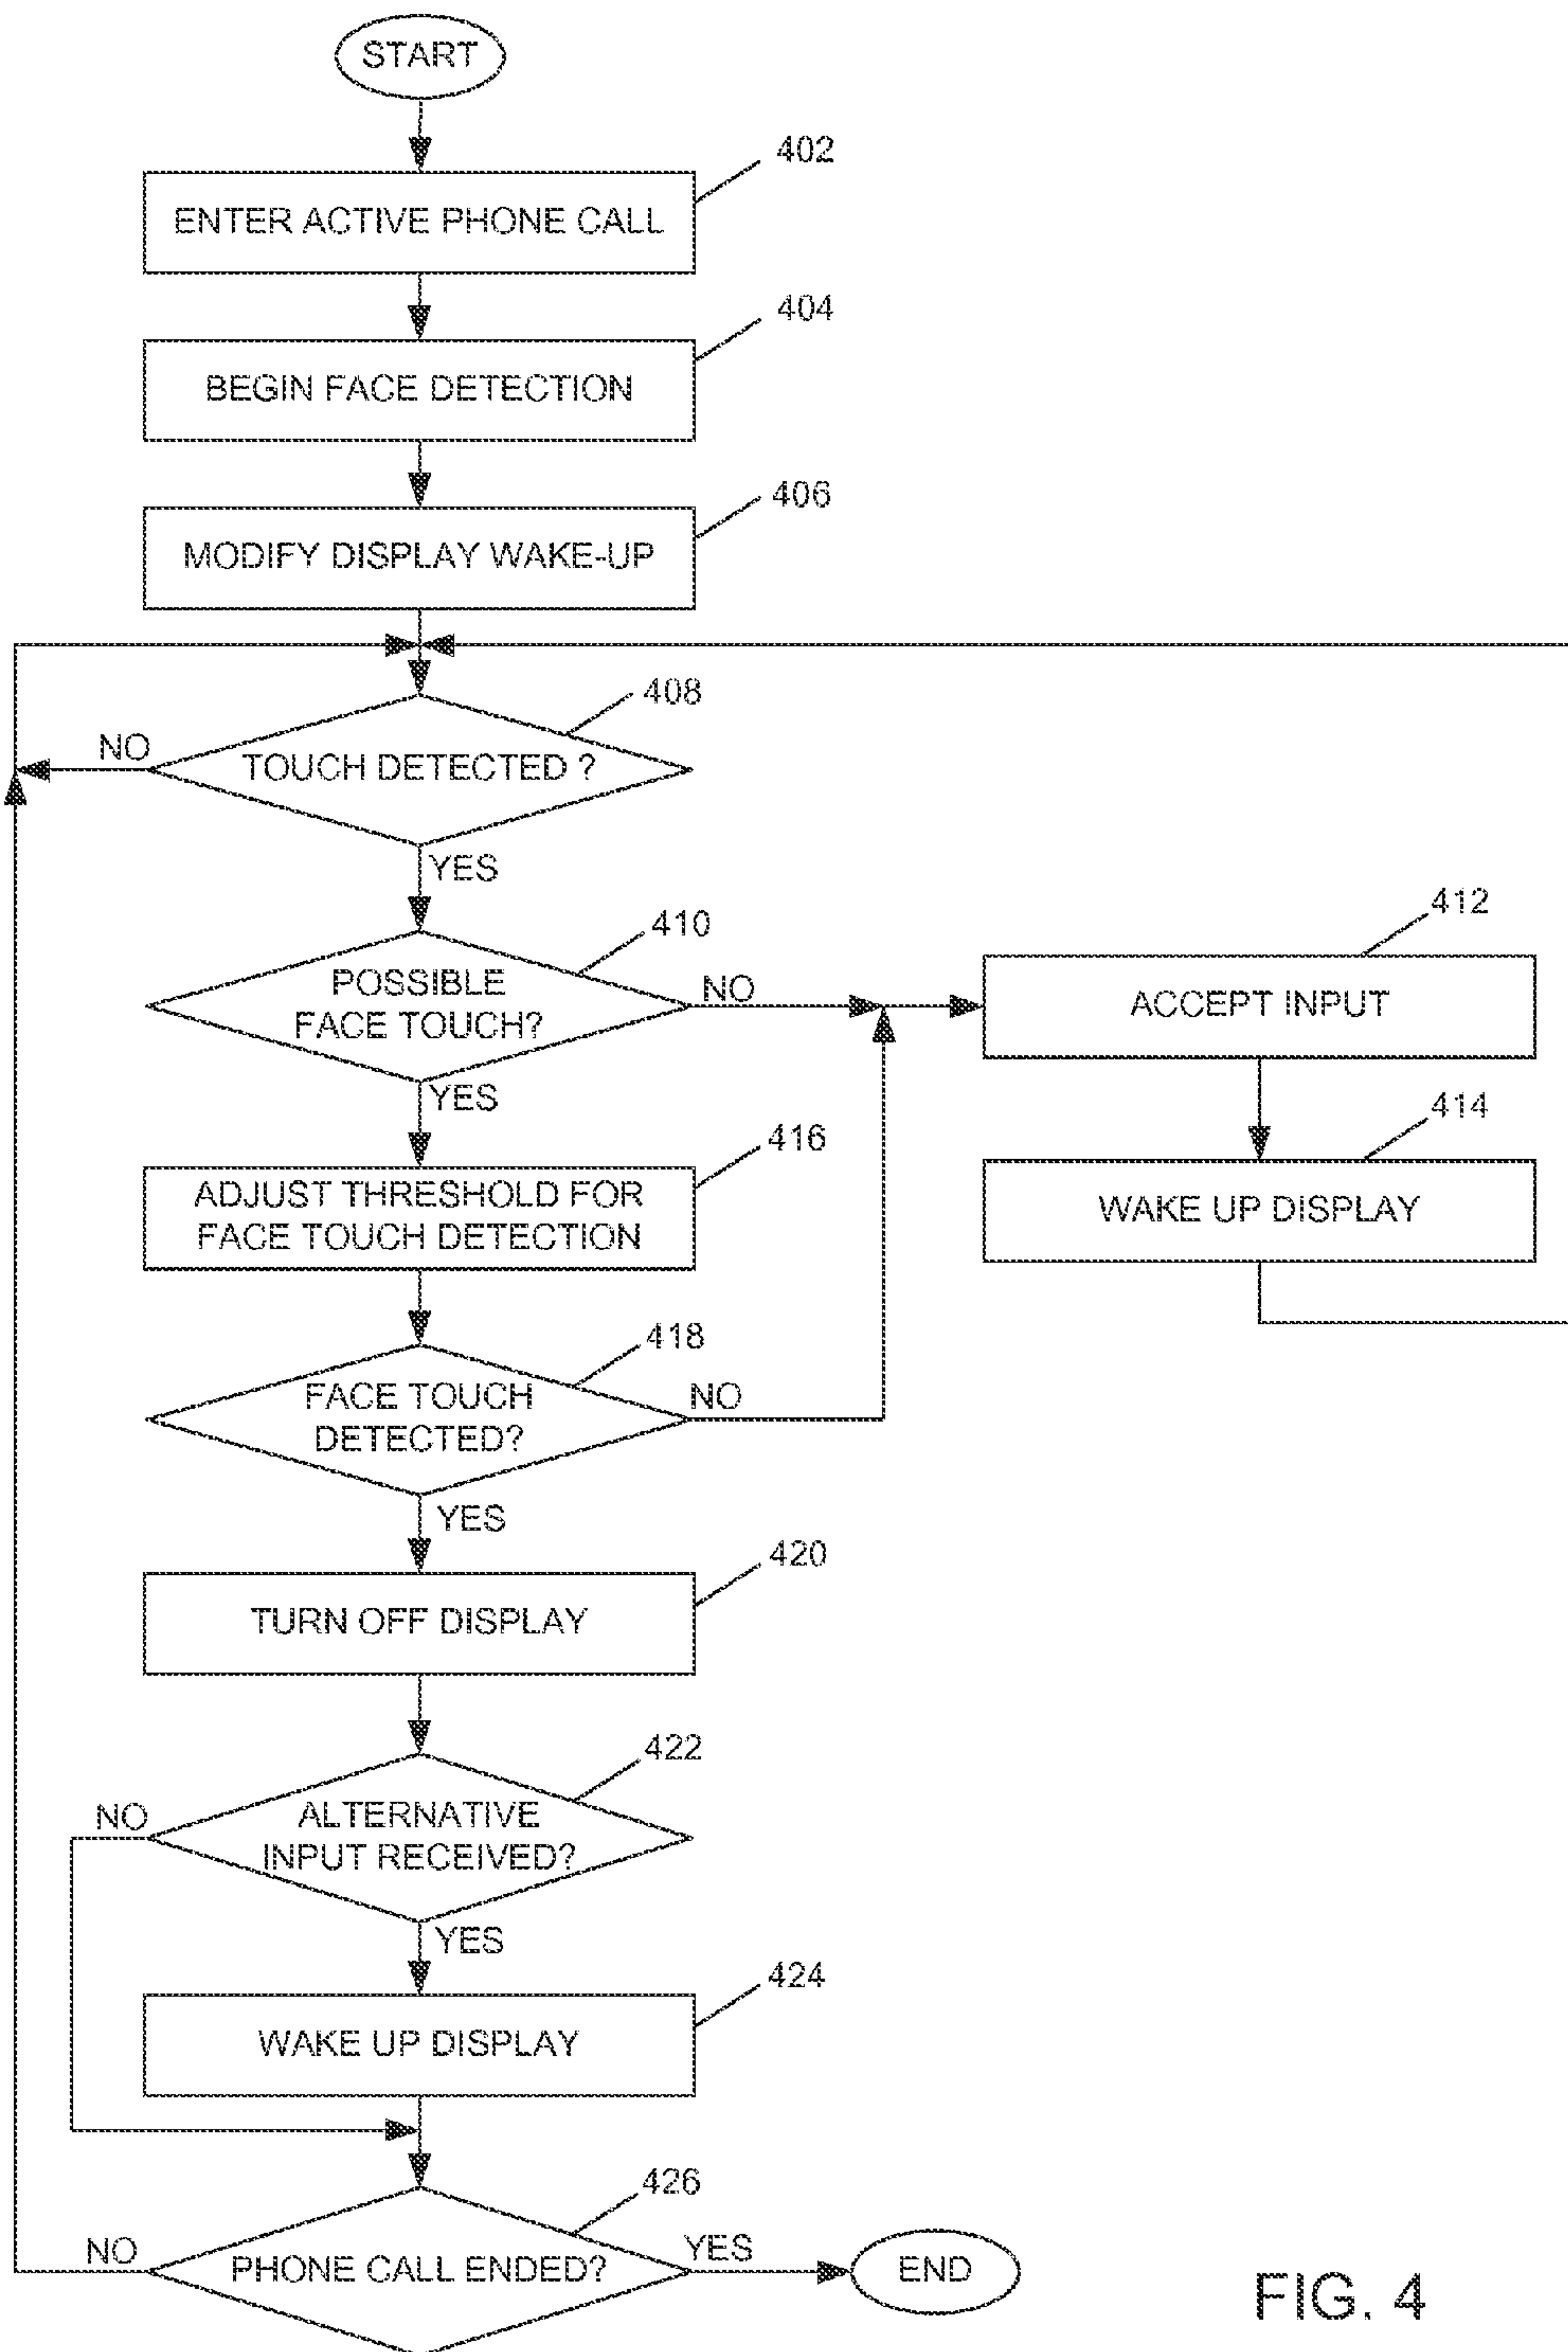 START
402
ENTER ACTIVE PHONE CALL
404
BEGIN FACE DETECTION
406
MODIFY DISPLAY WAKE-UP
408
NO
TOUCH DETECTED ?
YES
410
POSSIBLE
FACE TOUCH?
NO
412
ACCEPT INPUT
YES
414
WAKE UP DISPLAY
416
ADJUST THRESHOLD FOR
FACE TOUCH DETECTION
418
FACE TOUCH
DETECTED?
NO
YES
420
TURN OFF DISPLAY
422
NO
ALTERNATIVE
INPUT RECEIVED?
YES
424
WAKE UP DISPLAY
426
NO
PHONE CALL ENDED?
YES
END
FIG. 4